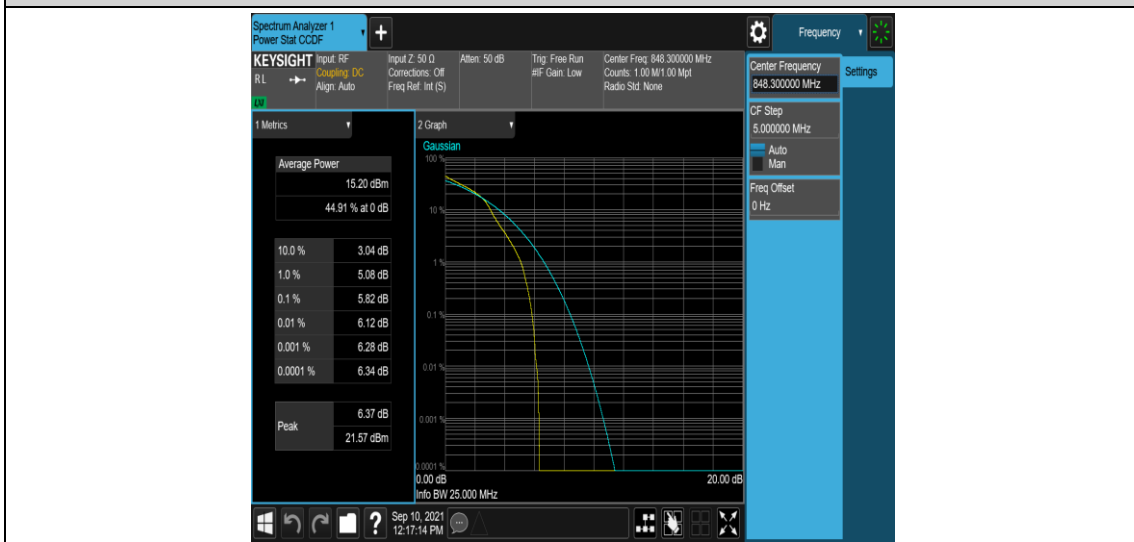 Spectrum Analyzer 1
Power Stat CCDF
+
Frequency
KEYSIGHT
RL
Input: RF
Coupling: DC
Align: Auto
Input Z: 50 Ω
Corrections: Off
Freq Ref: Int (S)
Atten: 50 dB
Trig: Free Run
#IF Gain: Low
Center Freq: 848.300000 MHz
Counts: 1.00 M/1.00 Mpt
Radio Std: None
Center Frequency
848.300000 MHz
Settings
CF Step
5.000000 MHz
Auto
Man
Freq Offset
0 Hz
1 Metrics
Average Power
15.20 dBm
44.91 % at 0 dB
10.0 % 3.04 dB
1.0 % 5.08 dB
0.1 % 5.82 dB
0.01 % 6.12 dB
0.001 % 6.28 dB
0.0001 % 6.34 dB
Peak
6.37 dB
21.57 dBm
2 Graph
Gaussian
100 %
10 %
1 %
0.1 %
0.01 %
0.001 %
0.0001 %
0.00 dB
20.00 dB
Info BW 25.000 MHz
?
Sep 10, 2021
12:17:14 PM